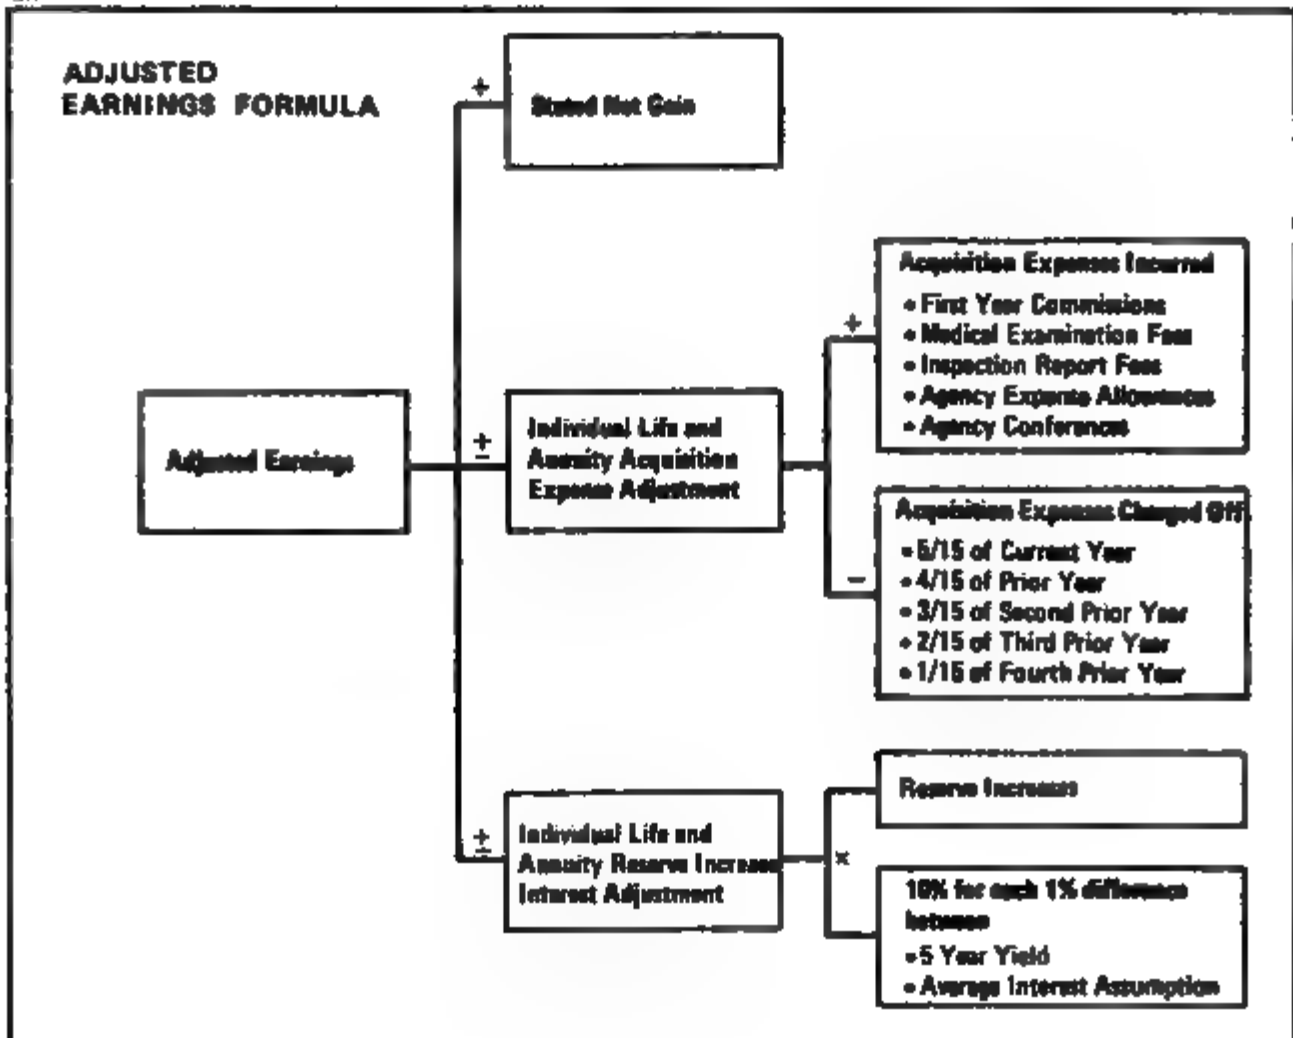 ADJUSTED
EARNINGS FORMULA
+
Stated Net Gain
Acquisition Expenses Incurred
• First Year Commissions
• Medical Examination Fees
• Inspection Report Fees
• Agency Expense Allowances
• Agency Conferences
+
Adjusted Earnings
±
Individual Life and
Annuity Acquisition
Expense Adjustment
Acquisition Expenses Charged Off
• 5/15 of Current Year
• 4/15 of Prior Year
• 3/15 of Second Prior Year
• 2/15 of Third Prior Year
• 1/15 of Fourth Prior Year
−
±
Individual Life and
Annuity Reserve Increase
Interest Adjustment
Reserve Increases
×
10% for each 1% difference
between
• 5 Year Yield
• Average Interest Assumption